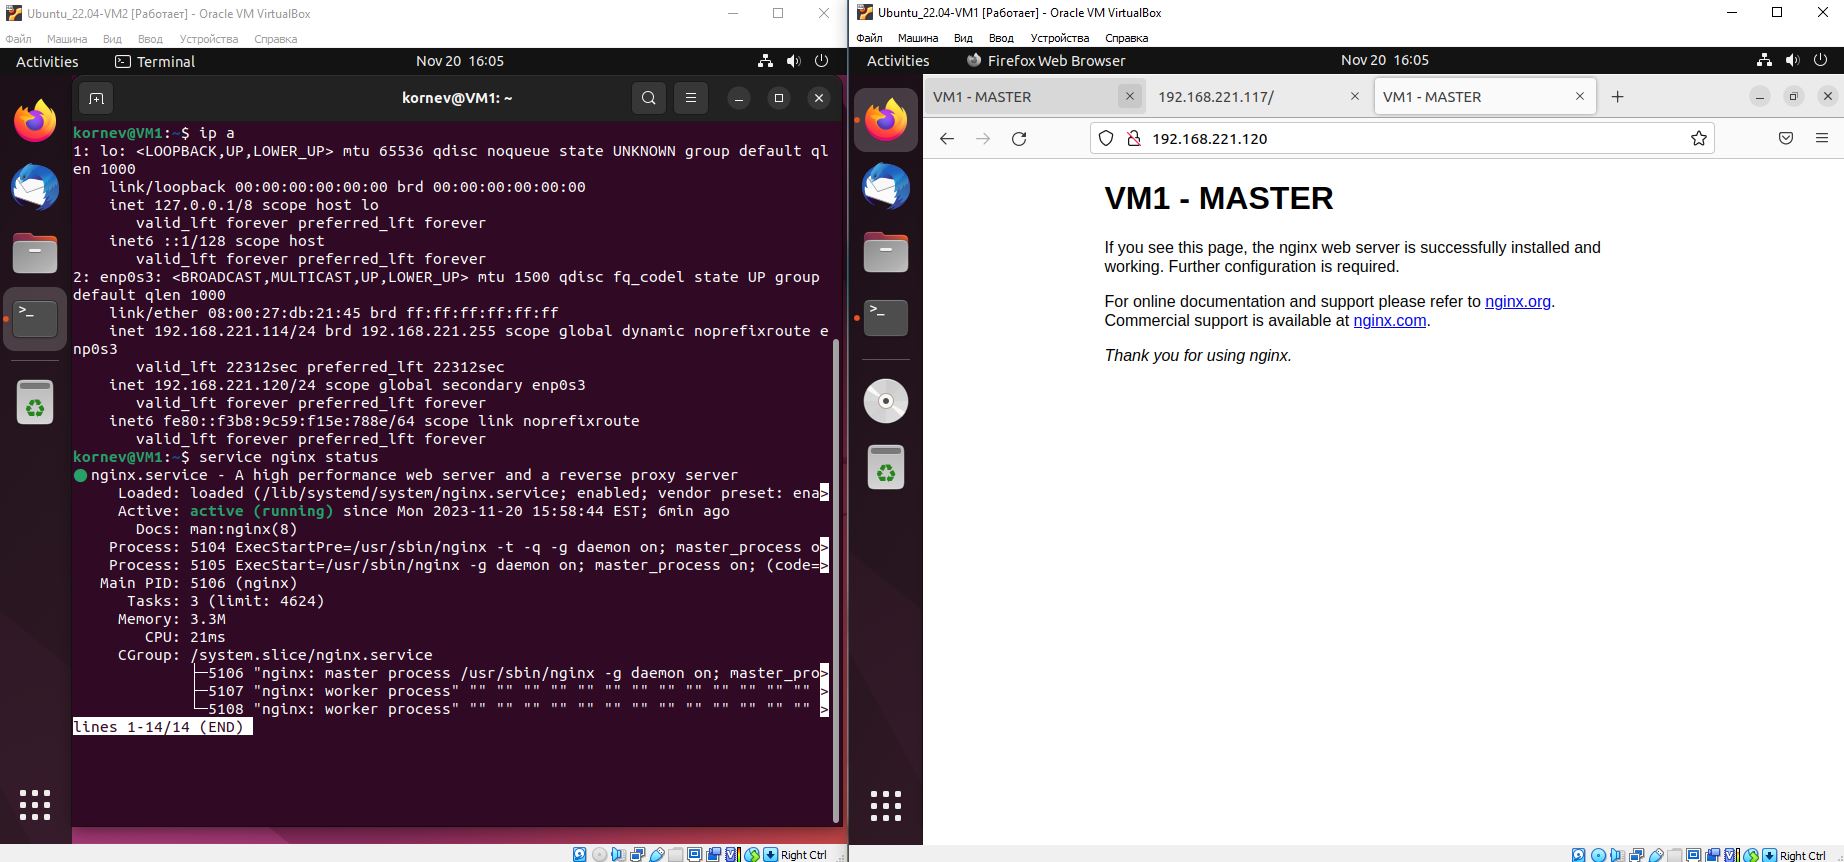 Ubuntu_22.04-VM2 [Работает] - Oracle VM VirtualBox
Файл Машина Вид Ввод Устройства Справка
Activities Terminal Nov 20 16:05
kornev@VM1: ~
kornev@VM1:~$ ip a
1: lo: <LOOPBACK,UP,LOWER_UP> mtu 65536 qdisc noqueue state UNKNOWN group default ql
en 1000
link/loopback 00:00:00:00:00:00 brd 00:00:00:00:00:00
inet 127.0.0.1/8 scope host lo
valid_lft forever preferred_lft forever
inet6 ::1/128 scope host
valid_lft forever preferred_lft forever
2: enp0s3: <BROADCAST,MULTICAST,UP,LOWER_UP> mtu 1500 qdisc fq_codel state UP group
default qlen 1000
link/ether 08:00:27:db:21:45 brd ff:ff:ff:ff:ff:ff
inet 192.168.221.114/24 brd 192.168.221.255 scope global dynamic noprefixroute e
np0s3
valid_lft 22312sec preferred_lft 22312sec
inet 192.168.221.120/24 scope global secondary enp0s3
valid_lft forever preferred_lft forever
inet6 fe80::f3b8:9c59:f15e:788e/64 scope link noprefixroute
valid_lft forever preferred_lft forever
kornev@VM1:~$ service nginx status
● nginx.service - A high performance web server and a reverse proxy server
Loaded: loaded (/lib/systemd/system/nginx.service; enabled; vendor preset: ena>
Active: active (running) since Mon 2023-11-20 15:58:44 EST; 6min ago
Docs: man:nginx(8)
Process: 5104 ExecStartPre=/usr/sbin/nginx -t -q -g daemon on; master_process o>
Process: 5105 ExecStart=/usr/sbin/nginx -g daemon on; master_process on; (code=>
Main PID: 5106 (nginx)
Tasks: 3 (limit: 4624)
Memory: 3.3M
CPU: 21ms
CGroup: /system.slice/nginx.service
├─5106 "nginx: master process /usr/sbin/nginx -g daemon on; master_pro>
├─5107 "nginx: worker process" "" "" "" "" "" "" "" "" "" "" "" "" "" >
└─5108 "nginx: worker process" "" "" "" "" "" "" "" "" "" "" "" "" "" >
lines 1-14/14 (END)
Right Ctrl
Ubuntu_22.04-VM1 [Работает] - Oracle VM VirtualBox
Файл Машина Вид Ввод Устройства Справка
Activities Firefox Web Browser Nov 20 16:05
VM1 - MASTER 192.168.221.117/ VM1 - MASTER
192.168.221.120
VM1 - MASTER
If you see this page, the nginx web server is successfully installed and
working. Further configuration is required.
For online documentation and support please refer to nginx.org.
Commercial support is available at nginx.com.
Thank you for using nginx.
Right Ctrl